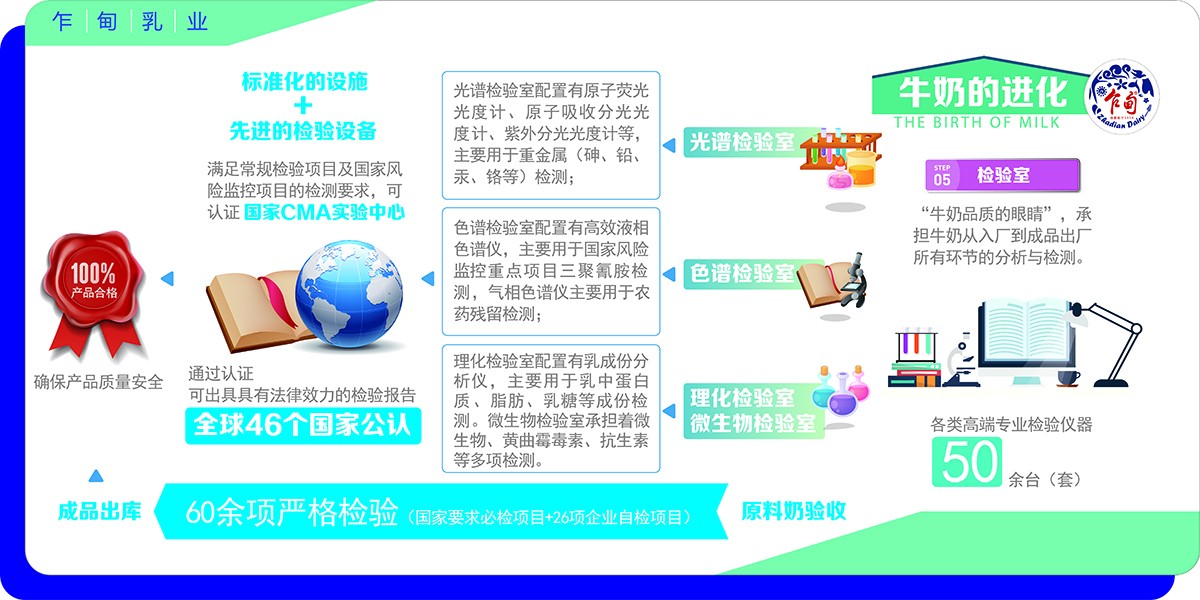 乍甸乳业
牛奶的进化
THE BIRTH OF MILK
乍甸
Zhadian Dairy
STEP
05
检验室
“牛奶品质的眼睛”，承
担牛奶从入厂到成品出厂
所有环节的分析与检测。
各类高端专业检验仪器
50余台（套）
光谱检验室
色谱检验室
理化检验室
微生物检验室
光谱检验室配置有原子荧光
光度计、原子吸收分光光
度计、紫外分光光度计等，
主要用于重金属（砷、铅、
汞、铬等）检测；
色谱检验室配置有高效液相
色谱仪，主要用于国家风险
监控重点项目三聚氰胺检
测，气相色谱仪主要用于农
药残留检测；
理化检验室配置有乳成份分
析仪，主要用于乳中蛋白
质、脂肪、乳糖等成份检
测。微生物检验室承担着微
生物、黄曲霉毒素、抗生素
等多项检测。
标准化的设施
+
先进的检验设备
满足常规检验项目及国家风
险监控项目的检测要求，可
认证 国家CMA实验中心
通过认证
可出具具有法律效力的检验报告
全球46个国家公认
100%
产品合格
确保产品质量安全
成品出库
60余项严格检验（国家要求必检项目+26项企业自检项目）
原料奶验收